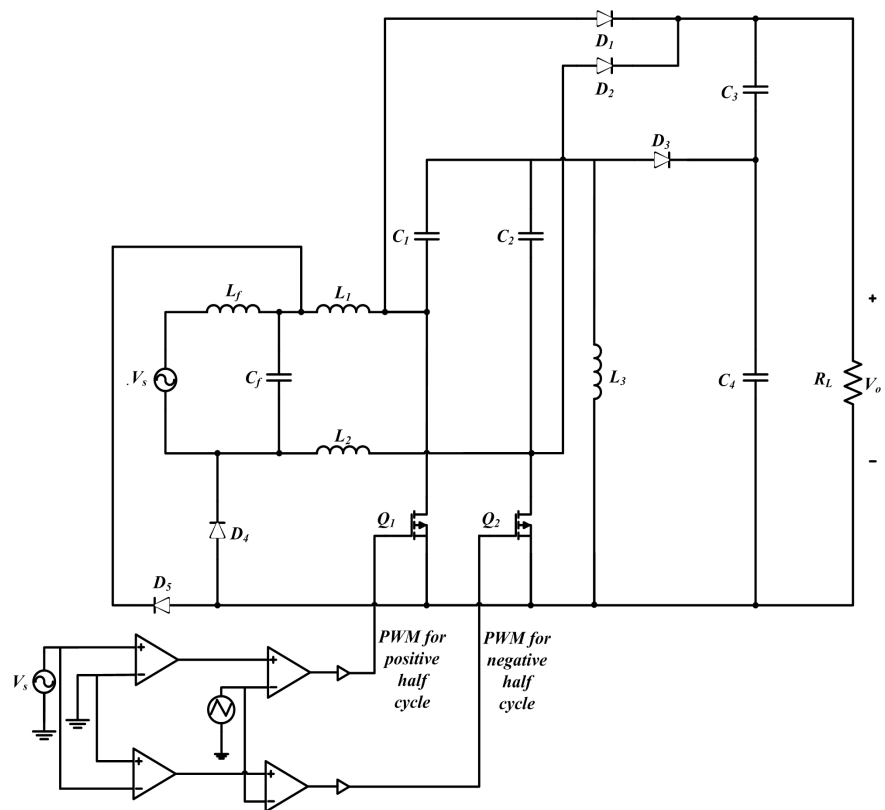 D1
D2
C3
D3
C1
C2
Lf
L1
.Vs
Cf
L3
C4
RL
Vo
+
-
L2
Q1
Q2
D4
D5
PWM for
positive
half
cycle
PWM for
negative
half
cycle
Vs
+
-
+
-
+
-
+
-